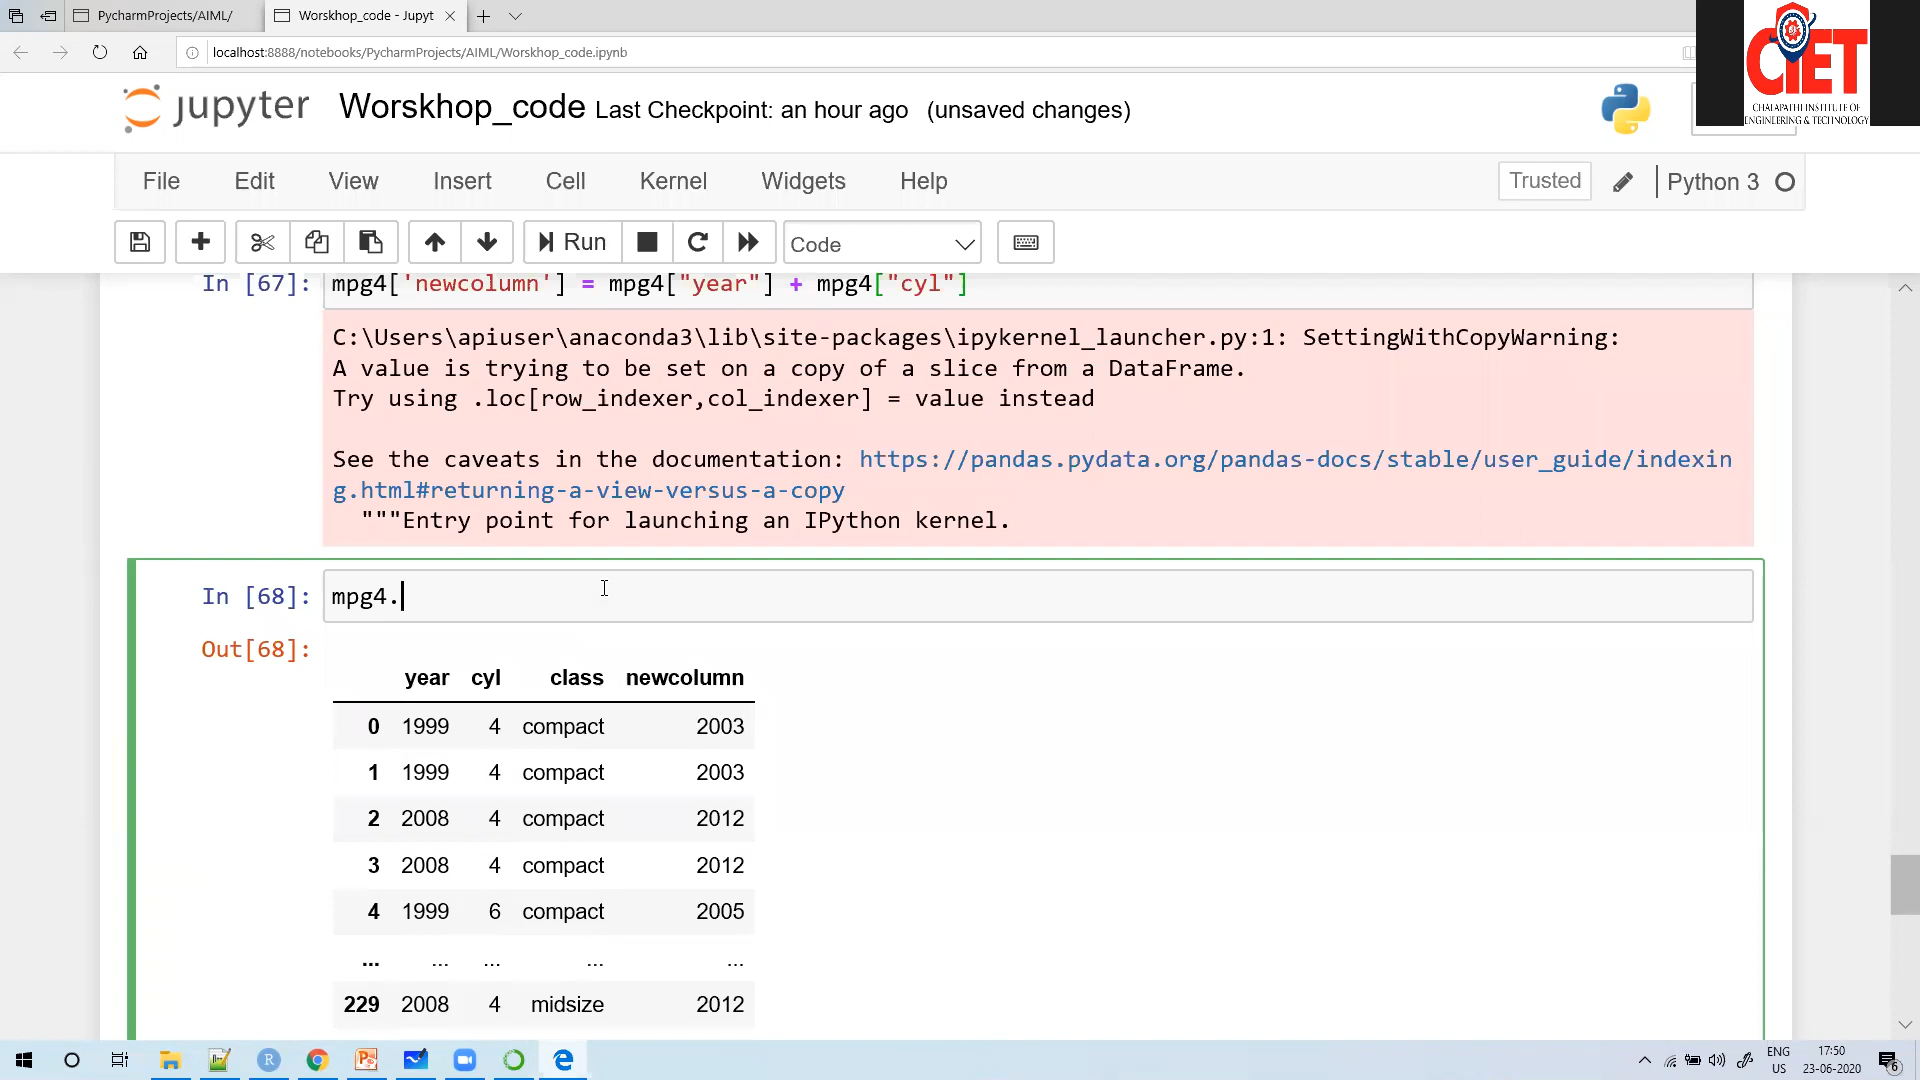 PycharmProjects/AIML/
Worskhop_code - Jupyt
localhost:8888/notebooks/PycharmProjects/AIML/Worskhop_code.ipynb
CIET
CHALAPATHI INSTITUTE OF
ENGINEERING & TECHNOLOGY
jupyter
Worskhop_code Last Checkpoint: an hour ago (unsaved changes)
File Edit View Insert Cell Kernel Widgets Help
Trusted
Python 3
Run
Code
In [67]: mpg4['newcolumn'] = mpg4["year"] + mpg4["cyl"]
C:\Users\apiuser\anaconda3\lib\site-packages\ipykernel_launcher.py:1: SettingWithCopyWarning:
A value is trying to be set on a copy of a slice from a DataFrame.
Try using .loc[row_indexer,col_indexer] = value instead
See the caveats in the documentation: https://pandas.pydata.org/pandas-docs/stable/user_guide/indexin
g.html#returning-a-view-versus-a-copy
"""Entry point for launching an IPython kernel.
In [68]: mpg4.
Out[68]:
year cyl class newcolumn
0 1999 4 compact 2003
1 1999 4 compact 2003
2 2008 4 compact 2012
3 2008 4 compact 2012
4 1999 6 compact 2005
... ... ... ... ...
229 2008 4 midsize 2012
ENG
US
17:50
23-06-2020
6